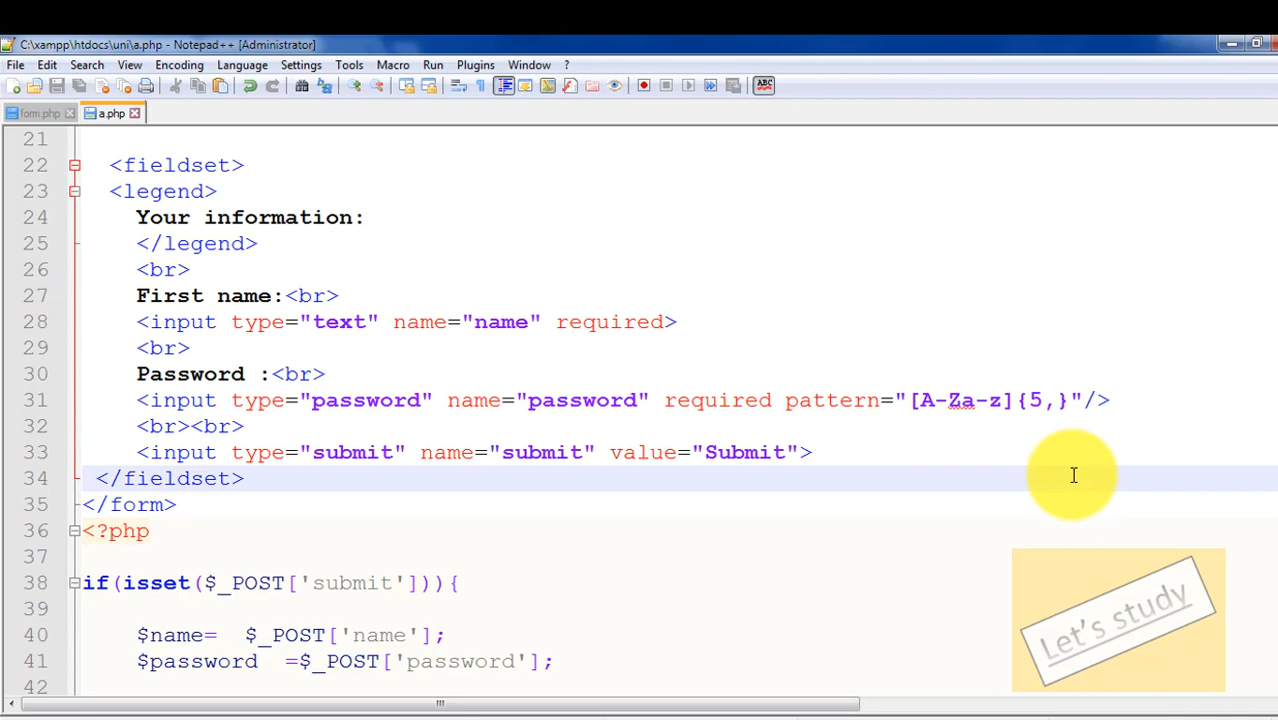 C:\xampp\htdocs\uni\a.php - Notepad++ [Administrator]
File Edit Search View Encoding Language Settings Tools Macro Run Plugins Window ?
form.php a.php
21
22 <fieldset>
23 <legend>
24 Your information:
25 </legend>
26 <br>
27 First name:<br>
28 <input type="text" name="name" required>
29 <br>
30 Password :<br>
31 <input type="password" name="password" required pattern="[A-Za-z]{5,}"/>
32 <br><br>
33 <input type="submit" name="submit" value="Submit">
34 </fieldset>
35 </form>
36 <?php
37
38 if(isset($_POST['submit'])){
39
40 $name= $_POST['name'];
41 $password =$_POST['password'];
42
ABC
Let's study